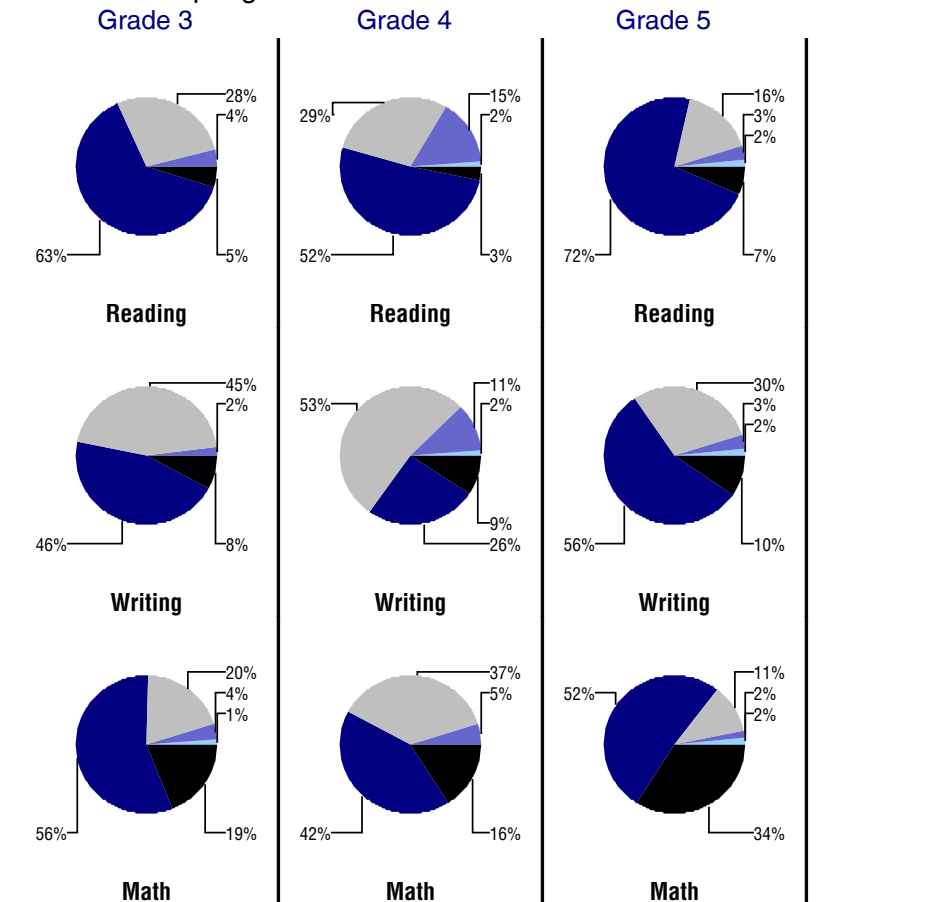 Grade 3 Grade 4 Grade 5
28% 15% 16%
4% 29% 2% 3%
2%
63% 5% 52% 3% 72% 7%
Reading Reading Reading
45% 11% 30%
2% 53% 2% 3%
2%
9%
46% 8% 26% 56% 10%
Writing Writing Writing
20% 37% 11%
4% 5% 52% 2%
1% 2%
56% 19% 42% 16% 34%
Math Math Math